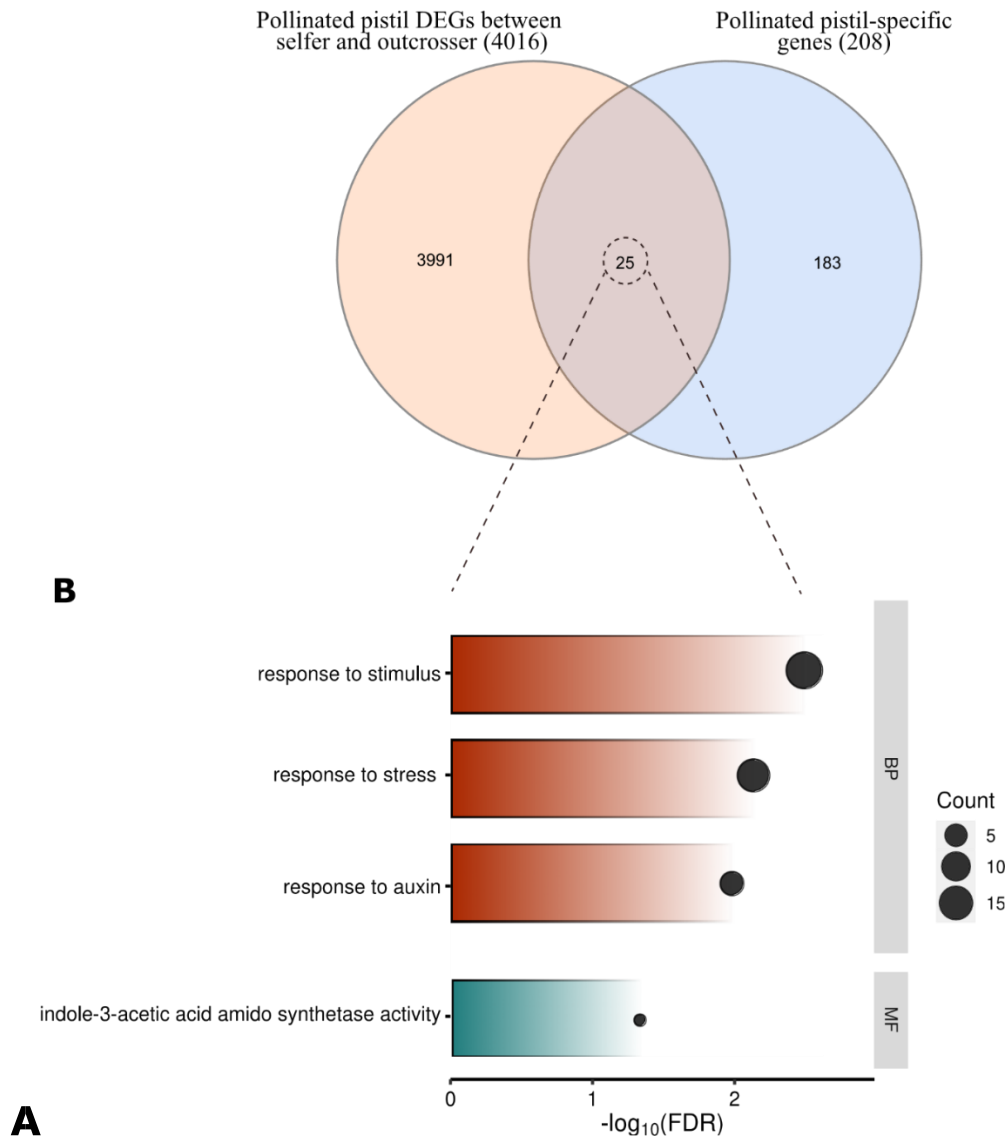 Pollinated pistil DEGs between
selfer and outcrosser (4016)
Pollinated pistil-specific
genes (208)
3991
25
183
B
response to stimulus
response to stress
response to auxin
BP
indole-3-acetic acid amido synthetase activity
MF
Count
5
10
15
0
1
2
-log₁₀(FDR)
A